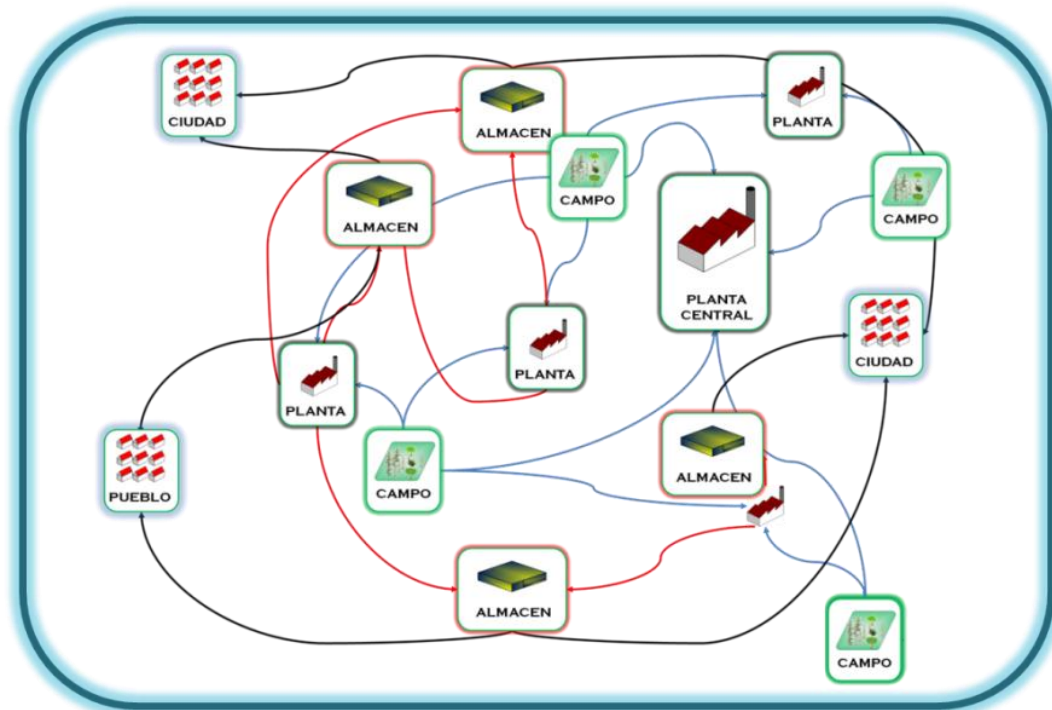 CIUDAD
ALMACEN
PLANTA
ALMACEN
CAMPO
CAMPO
PLANTA
CENTRAL
CIUDAD
PLANTA
PLANTA
PUEBLO
CAMPO
ALMACEN
ALMACEN
CAMPO